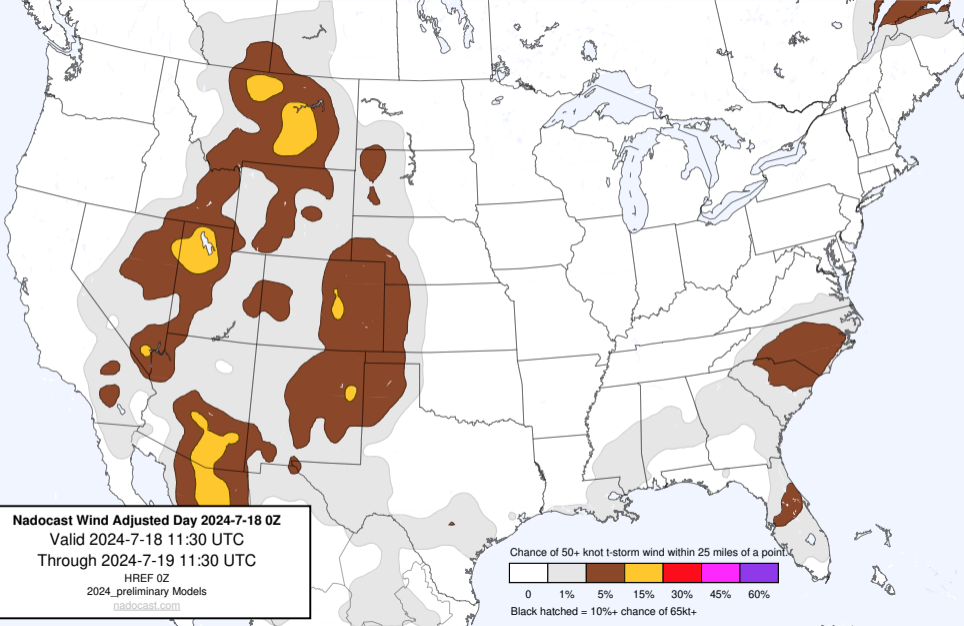 Nadocast Wind Adjusted Day 2024-7-18 0Z
Valid 2024-7-18 11:30 UTC
Through 2024-7-19 11:30 UTC
HREF 0Z
2024_preliminary Models
nadocast.com
Chance of 50+ knot t-storm wind within 25 miles of a point.
0 1% 5% 15% 30% 45% 60%
Black hatched = 10%+ chance of 65kt+